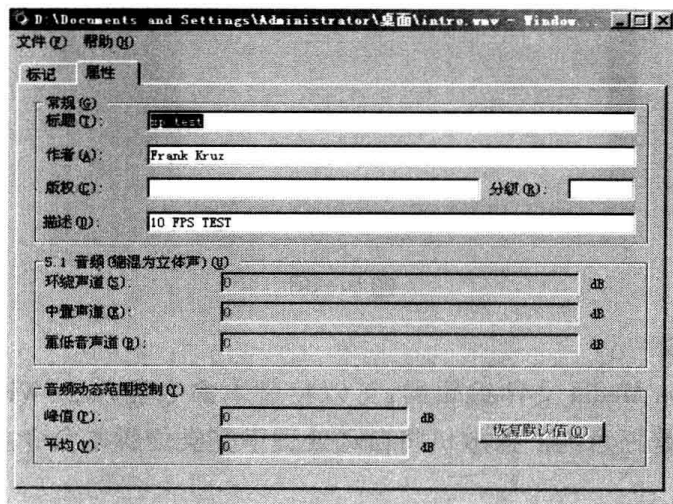 D:\Documents and Settings\Administrator\桌面\intro.wmv - Window...
文件(F) 帮助(H)
标记 属性
常规(G)
标题(T): mp test
作者(A): Frank Kruz
版权(C): 分级(R):
描述(D): 10 FPS TEST
5.1 音频(缩混为立体声)(U)
环绕声道(S): 0 dB
中置声道(E): 0 dB
重低音声道(B): 0 dB
音频动态范围控制(Y)
峰值(P): 0 dB
平均(V): 0 dB
恢复默认值(O)